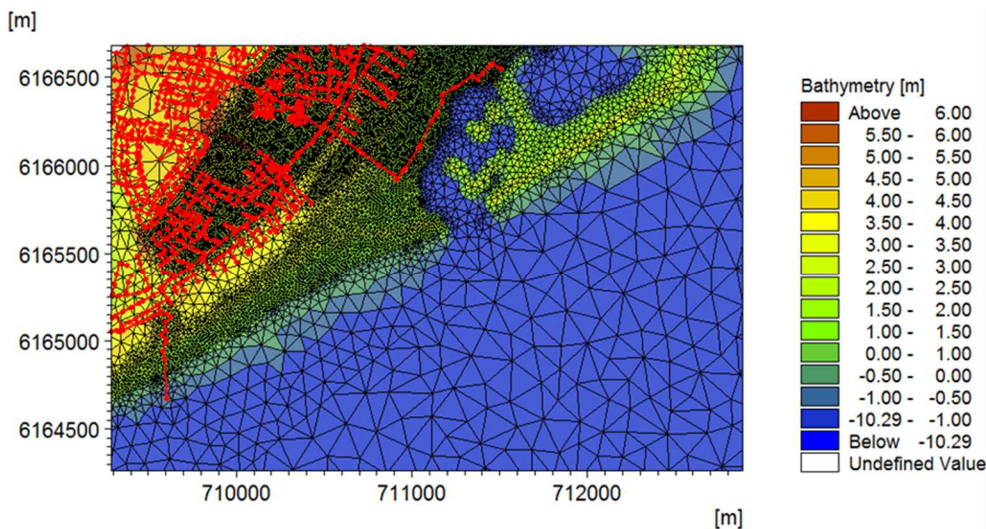 [m]
6166500
6166000
6165500
6165000
6164500
710000 711000 712000
[m]
Bathymetry [m]
Above 6.00
5.50 - 6.00
5.00 - 5.50
4.50 - 5.00
4.00 - 4.50
3.50 - 4.00
3.00 - 3.50
2.50 - 3.00
2.00 - 2.50
1.50 - 2.00
1.00 - 1.50
0.00 - 1.00
-0.50 - 0.00
-1.00 - -0.50
-10.29 - -1.00
Below -10.29
Undefined Value